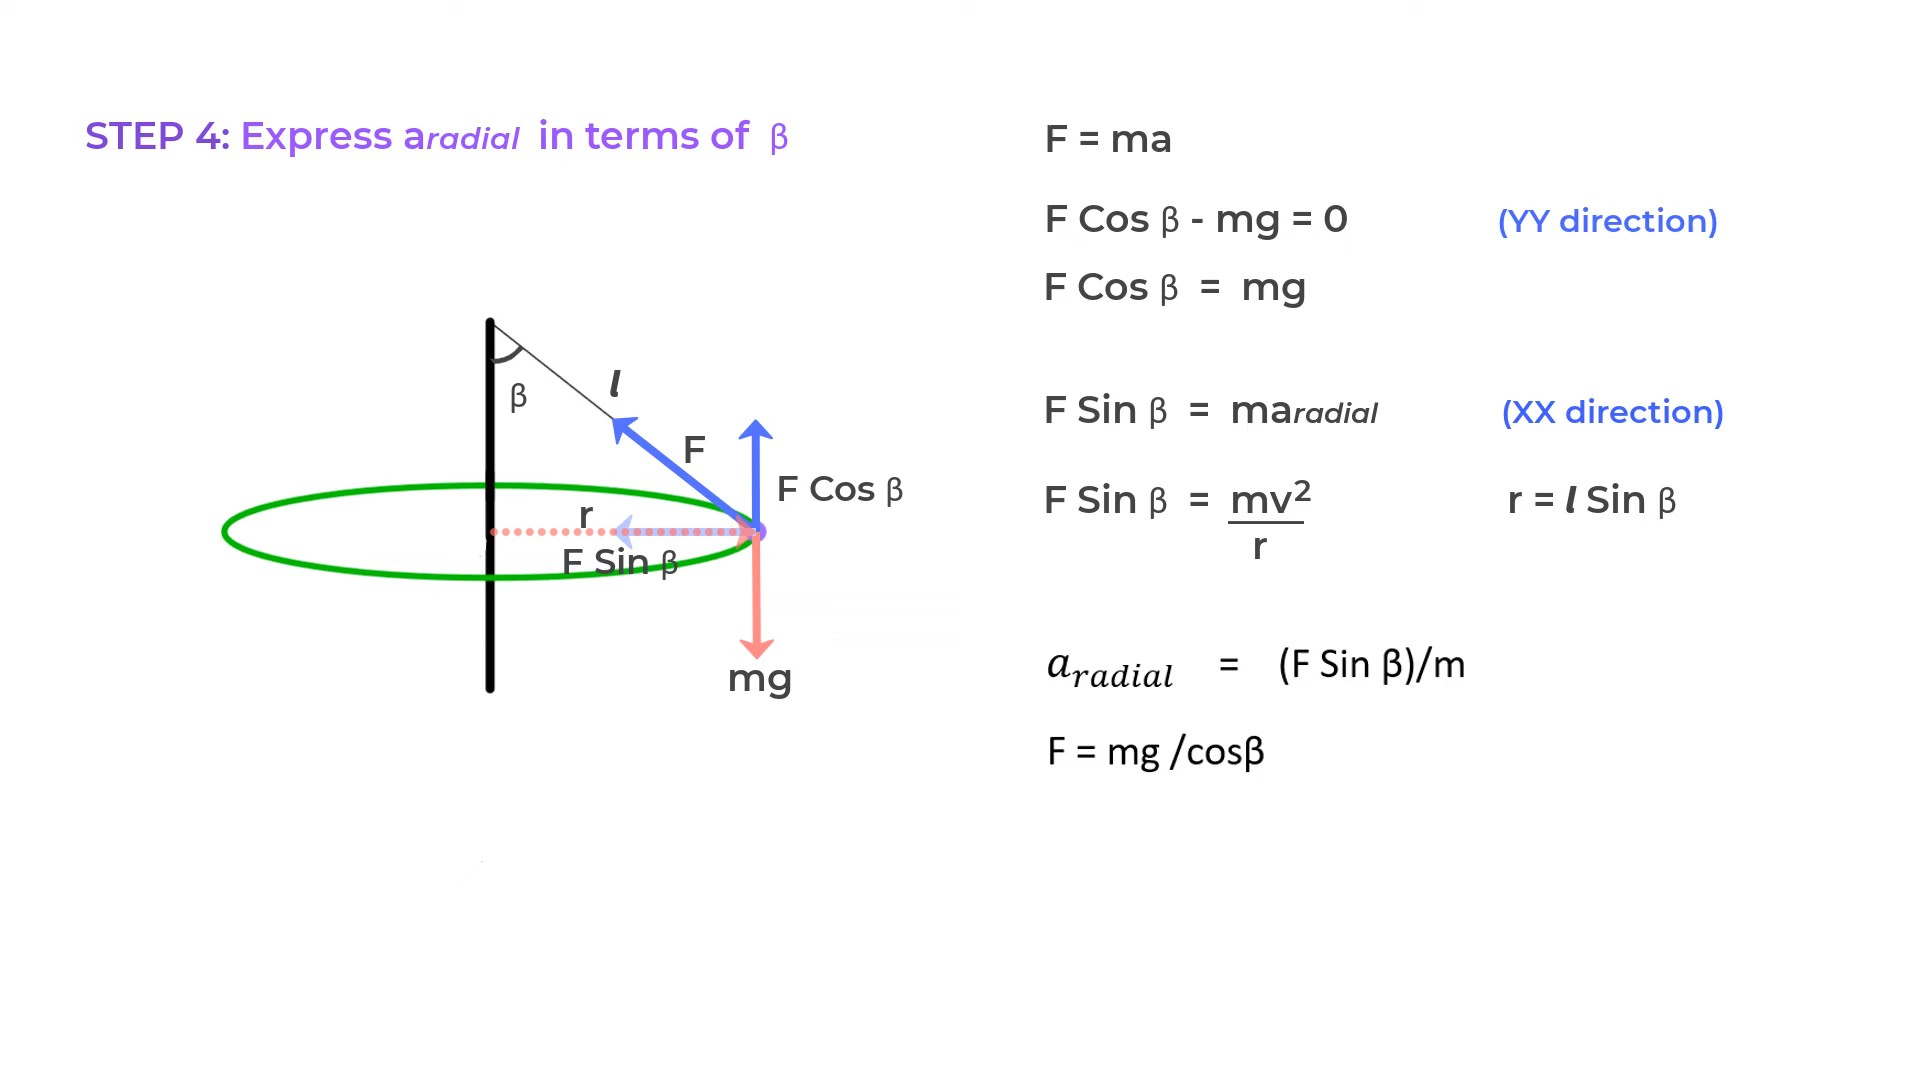 STEP 4: Express aradial in terms of β
β
l
F
F Cos β
r
F Sin β
mg
F = ma
F Cos β - mg = 0 (YY direction)
F Cos β = mg
F Sin β = maradial (XX direction)
F Sin β = mv²/r r = l Sin β
aradial = (F Sin β)/m
F = mg /cosβ